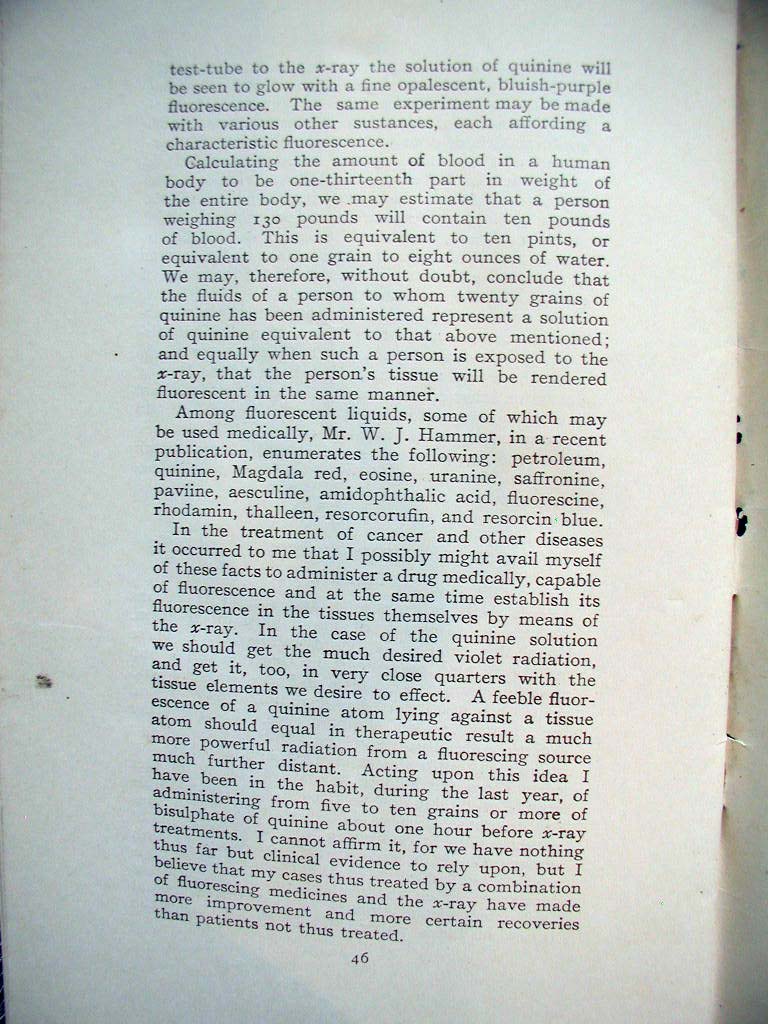 test-tube to the x-ray the solution of quinine will
be seen to glow with a fine opalescent, bluish-purple
fluorescence. The same experiment may be made
with various other sustances, each affording a
characteristic fluorescence.
Calculating the amount of blood in a human
body to be one-thirteenth part in weight of
the entire body, we may estimate that a person
weighing 130 pounds will contain ten pounds
of blood. This is equivalent to ten pints, or
equivalent to one grain to eight ounces of water.
We may, therefore, without doubt, conclude that
the fluids of a person to whom twenty grains of
quinine has been administered represent a solution
of quinine equivalent to that above mentioned;
and equally when such a person is exposed to the
x-ray, that the person's tissue will be rendered
fluorescent in the same manner.
Among fluorescent liquids, some of which may
be used medically, Mr. W. J. Hammer, in a recent
publication, enumerates the following: petroleum,
quinine, Magdala red, eosine, uranine, saffronine,
paviine, aesculine, amidophthalic acid, fluorescine,
rhodamin, thalleen, resorcorufin, and resorcin blue.
In the treatment of cancer and other diseases
it occurred to me that I possibly might avail myself
of these facts to administer a drug medically, capable
of fluorescence and at the same time establish its
fluorescence in the tissues themselves by means of
the x-ray. In the case of the quinine solution
we should get the much desired violet radiation,
and get it, too, in very close quarters with the
tissue elements we desire to effect. A feeble fluor-
escence of a quinine atom lying against a tissue
atom should equal in therapeutic result a much
more powerful radiation from a fluorescing source
much further distant. Acting upon this idea I
have been in the habit, during the last year, of
administering from five to ten grains or more of
bisulphate of quinine about one hour before x-ray
treatments. I cannot affirm it, for we have nothing
thus far but clinical evidence to rely upon, but I
believe that my cases thus treated by a combination
of fluorescing medicines and the x-ray have made
more improvement and more certain recoveries
than patients not thus treated.
46